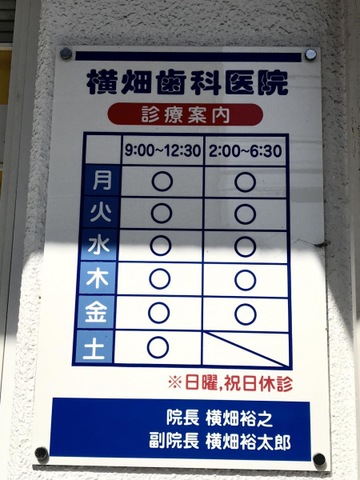 横畑歯科医院
診療案内
9:00~12:30 2:00~6:30
月 ○ ○
火 ○ ○
水 ○ ○
木 ○ ○
金 ○ ○
土 ○
※日曜,祝日休診
院長 横畑裕之
副院長 横畑裕太郎